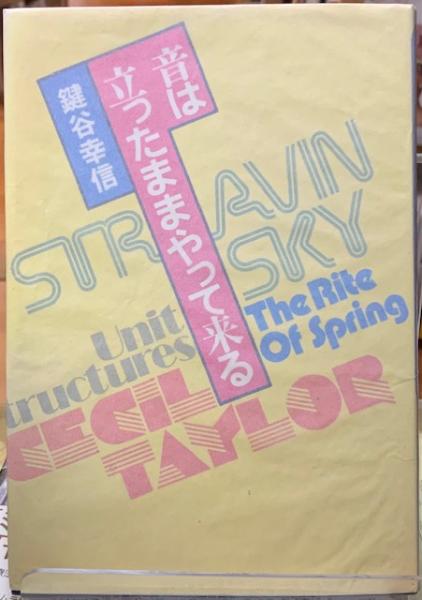 音は
立ったままやって来る
鍵谷幸信
STRAVIN
SKY
The Rite
Of Spring
Unit
tructures
CECIL
TAYLOR